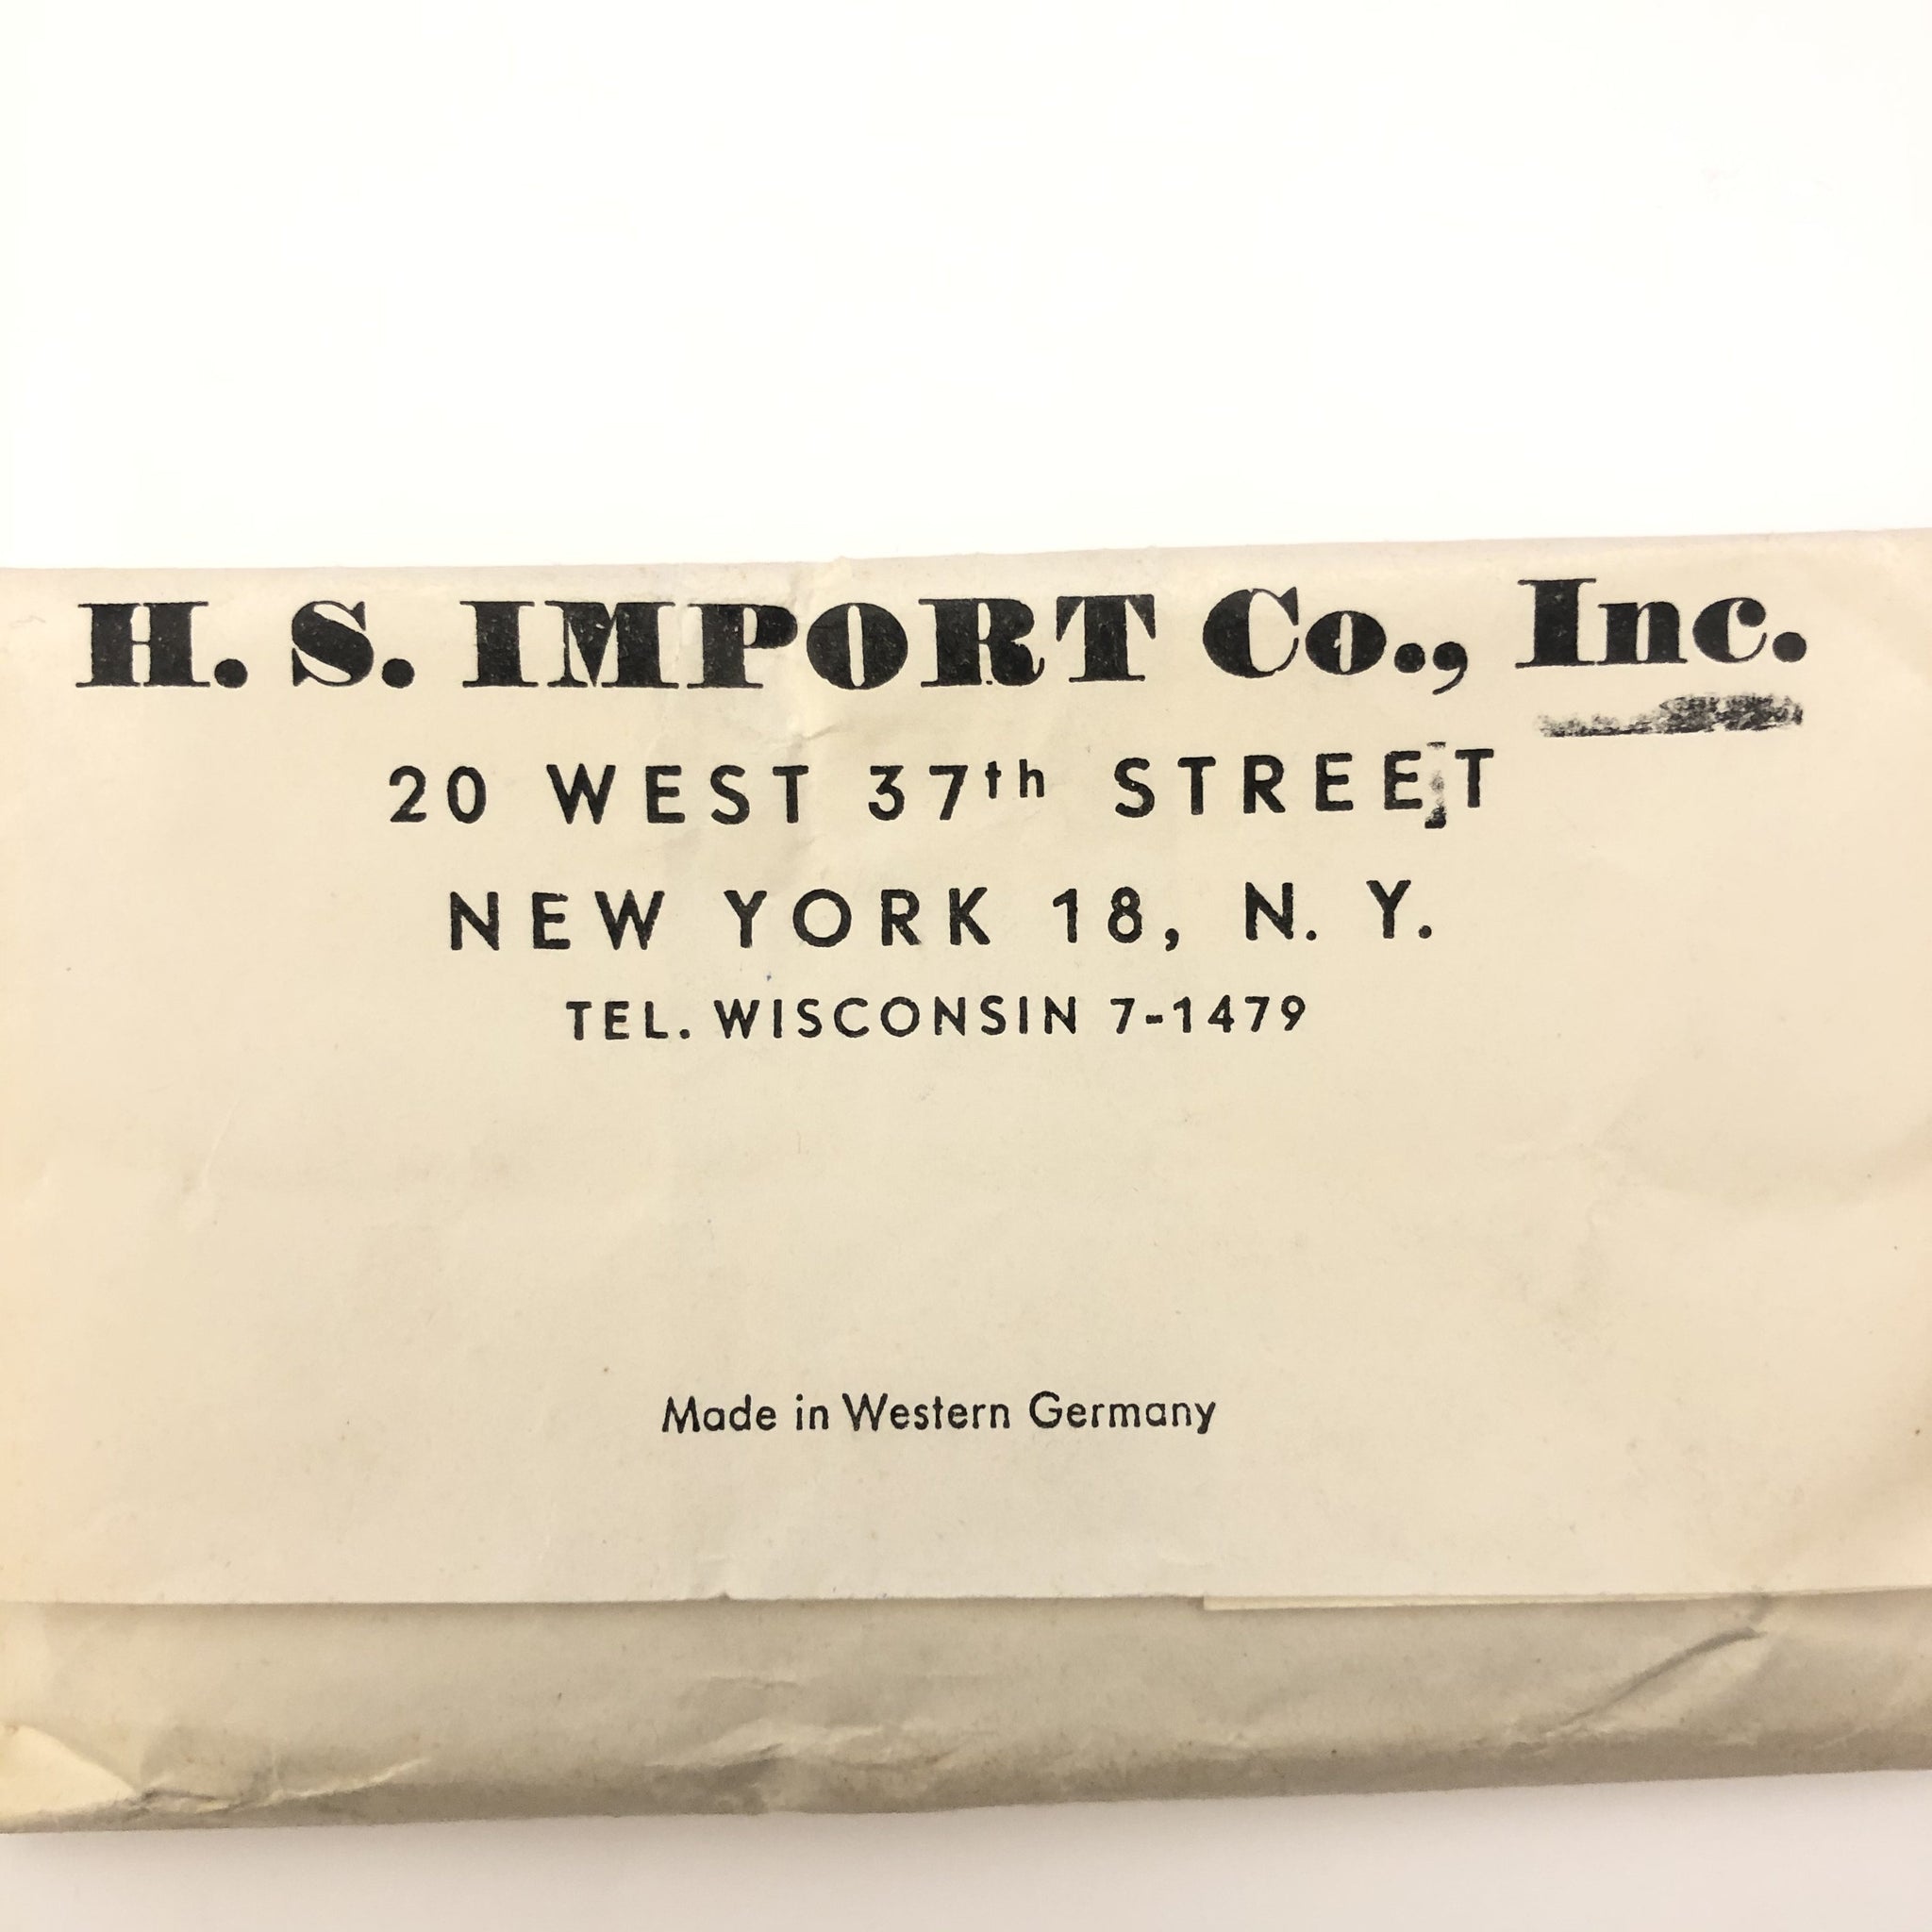 H. S. IMPORT Co., Inc.
20 WEST 37th STREET
NEW YORK 18, N. Y.
TEL. WISCONSIN 7-1479
Made in Western Germany